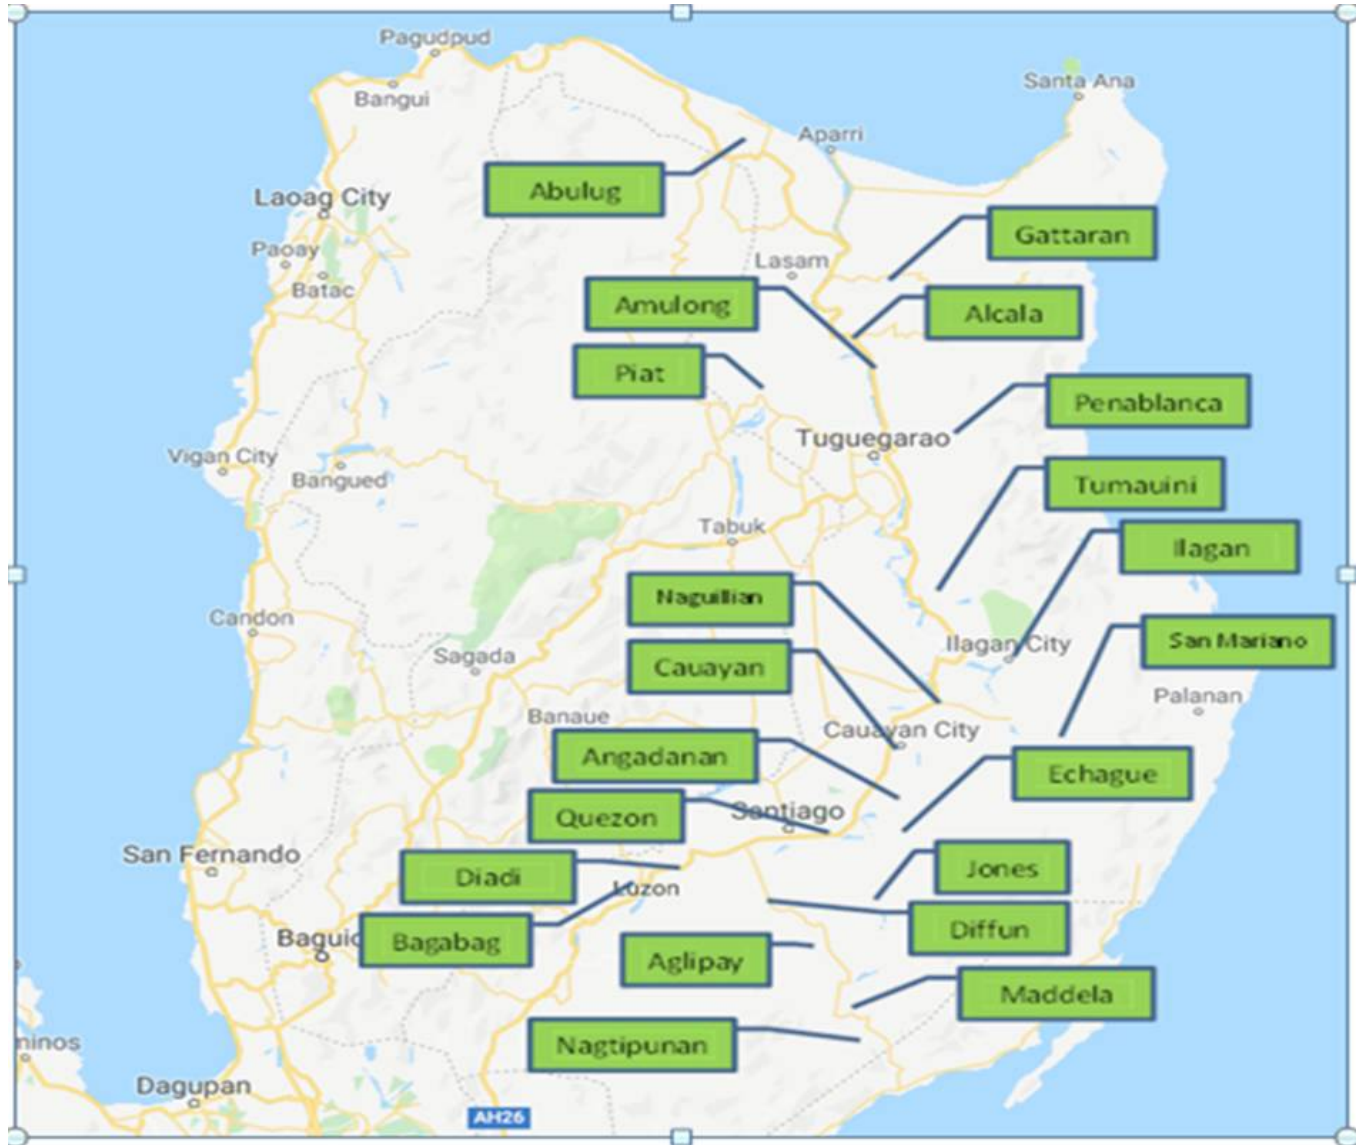 Pagudpud
Bangui
Santa Ana
Aparri
Abulug
Laoag City
Gattaran
Paoay
Lasam
Batac
Amulong
Alcala
Piat
Penablanca
Tuguegarao
Vigan City
Bangued
Tumauini
Tabuk
Ilagan
Naguillian
Candon
San Mariano
Ilagan City
Sagada
Cauayan
Palanan
Banaue
Cauayan City
Angadanan
Echague
Quezon
Santiago
San Fernando
Jones
Diadi
Luzon
Diffun
Baguio
Bagabag
Aglipay
Maddela
Nagtipunan
minos
Dagupan
AH26